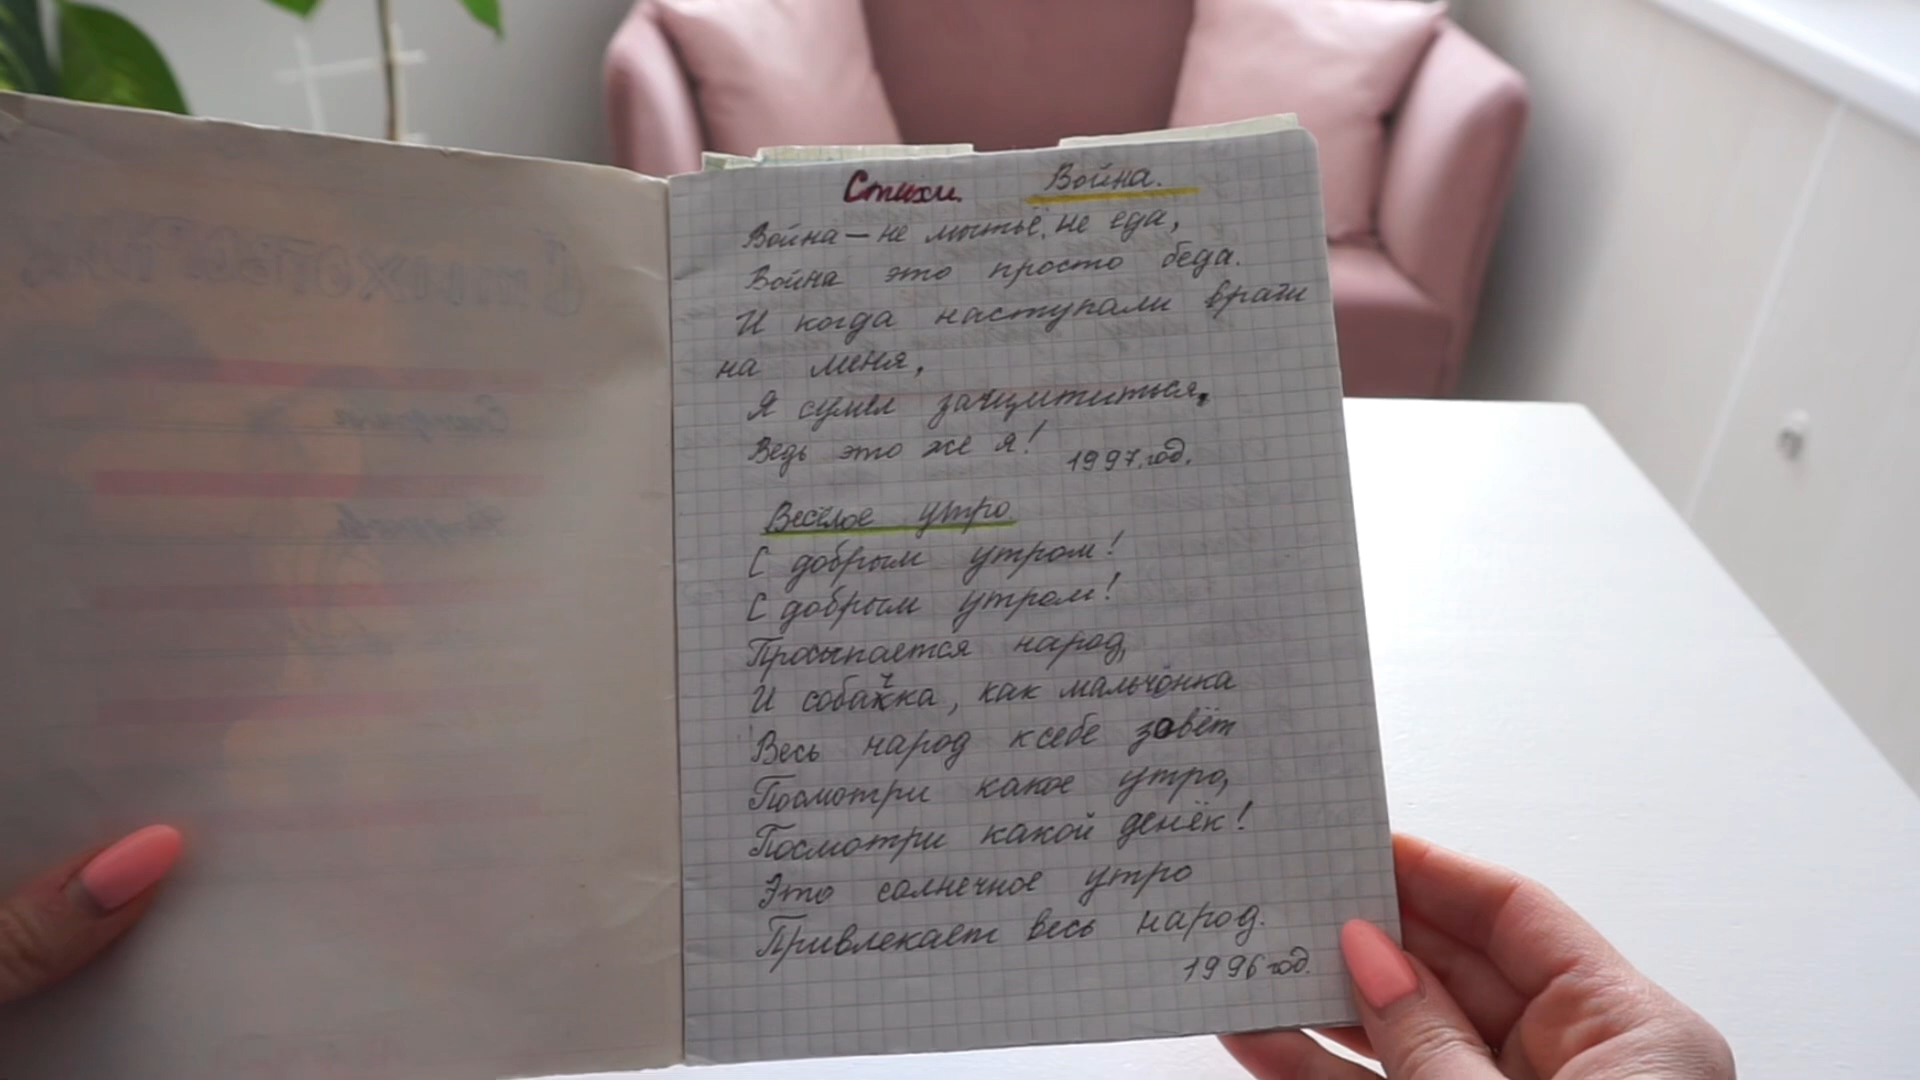 Стихи. Война.
Война — не мытьё, не еда,
Война это просто беда.
И когда наступали враги
на меня,
Я сумел защититься,
Ведь это же я!
1997 год.
Весёлое утро
С добрым утром!
С добрым утром!
Просыпается народ,
И собачка, как мальчонка
Весь народ к себе зовёт
Посмотри какое утро,
Посмотри какой денёк!
Это солнечное утро
Привлекает весь народ.
1996 год.